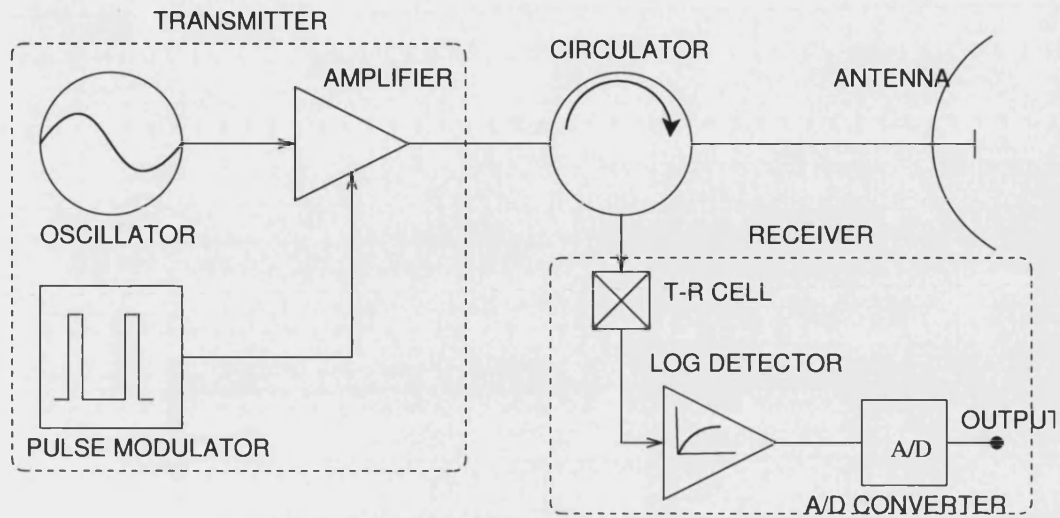 TRANSMITTER
AMPLIFIER
OSCILLATOR
PULSE MODULATOR
CIRCULATOR
ANTENNA
RECEIVER
T-R CELL
LOG DETECTOR
A/D
OUTPUT
A/D CONVERTER